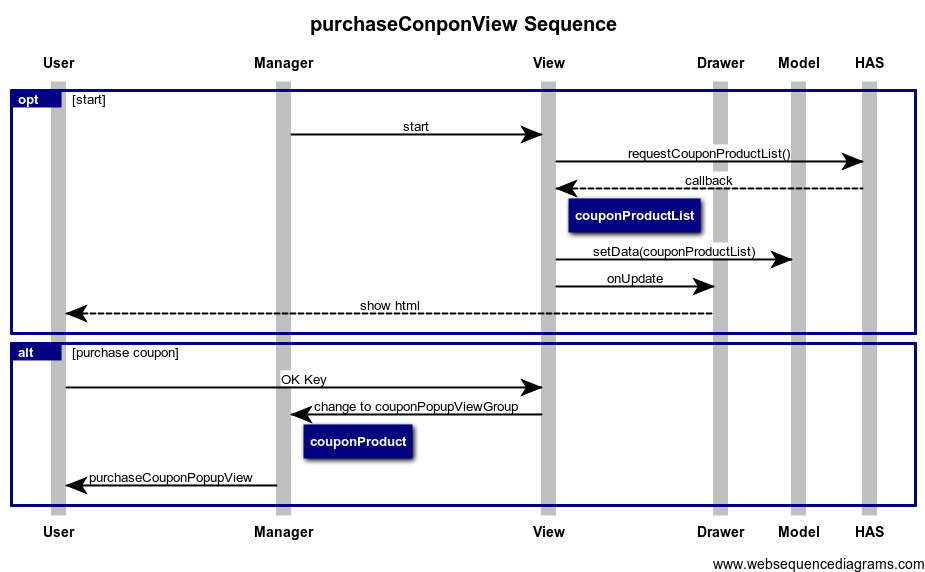 purchaseConponView Sequence
User Manager View Drawer Model HAS
opt [start]
start
requestCouponProductList()
callback
couponProductList
setData(couponProductList)
onUpdate
show html
alt [purchase coupon]
OK Key
change to couponPopupViewGroup
couponProduct
purchaseCouponPopupView
User Manager View Drawer Model HAS
www.websequencediagrams.com